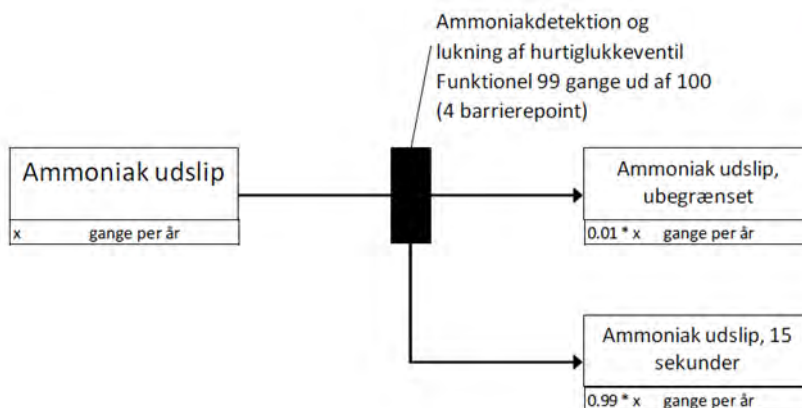 Ammoniakdetektion og
lukning af hurtiglukkeventil
Funktionel 99 gange ud af 100
(4 barrierepoint)
Ammoniak udslip
x gange per år
Ammoniak udslip,
ubegrænset
0.01 * x gange per år
Ammoniak udslip, 15
sekunder
0.99 * x gange per år